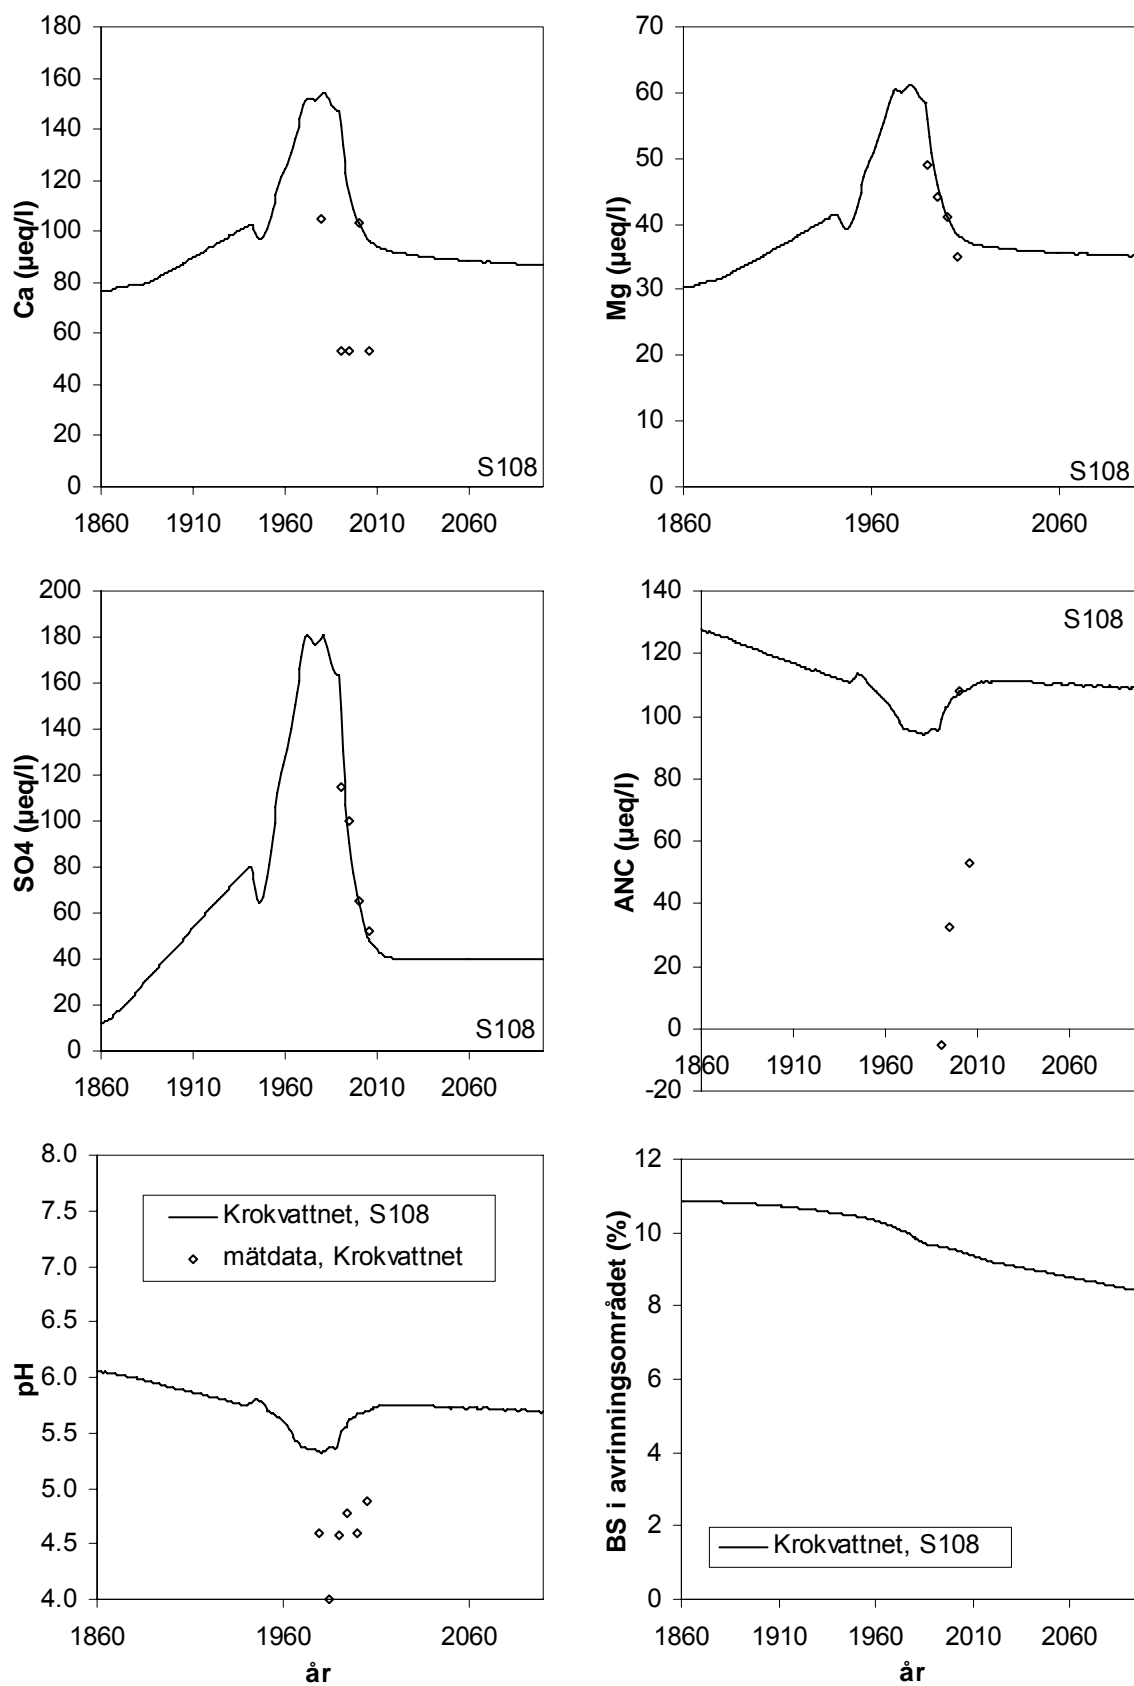 180
160
140
120
100
80
60
40
20
0
Ca (µeq/l)
S108
1860 1910 1960 2010 2060
70
60
50
40
30
20
10
0
Mg (µeq/l)
S108
1860 1960 2060
200
180
160
140
120
100
80
60
40
20
0
SO4 (µeq/l)
S108
1860 1910 1960 2010 2060
140
120
100
80
60
40
20
0
-20
ANC (µeq/l)
S108
1860 1910 1960 2010 2060
8.0
7.5
7.0
6.5
6.0
5.5
5.0
4.5
4.0
pH
Krokvattnet, S108
mätdata, Krokvattnet
1860 1960 2060
år
12
10
8
6
4
2
0
BS i avrinningsområdet (%)
Krokvattnet, S108
1860 1910 1960 2010 2060
år